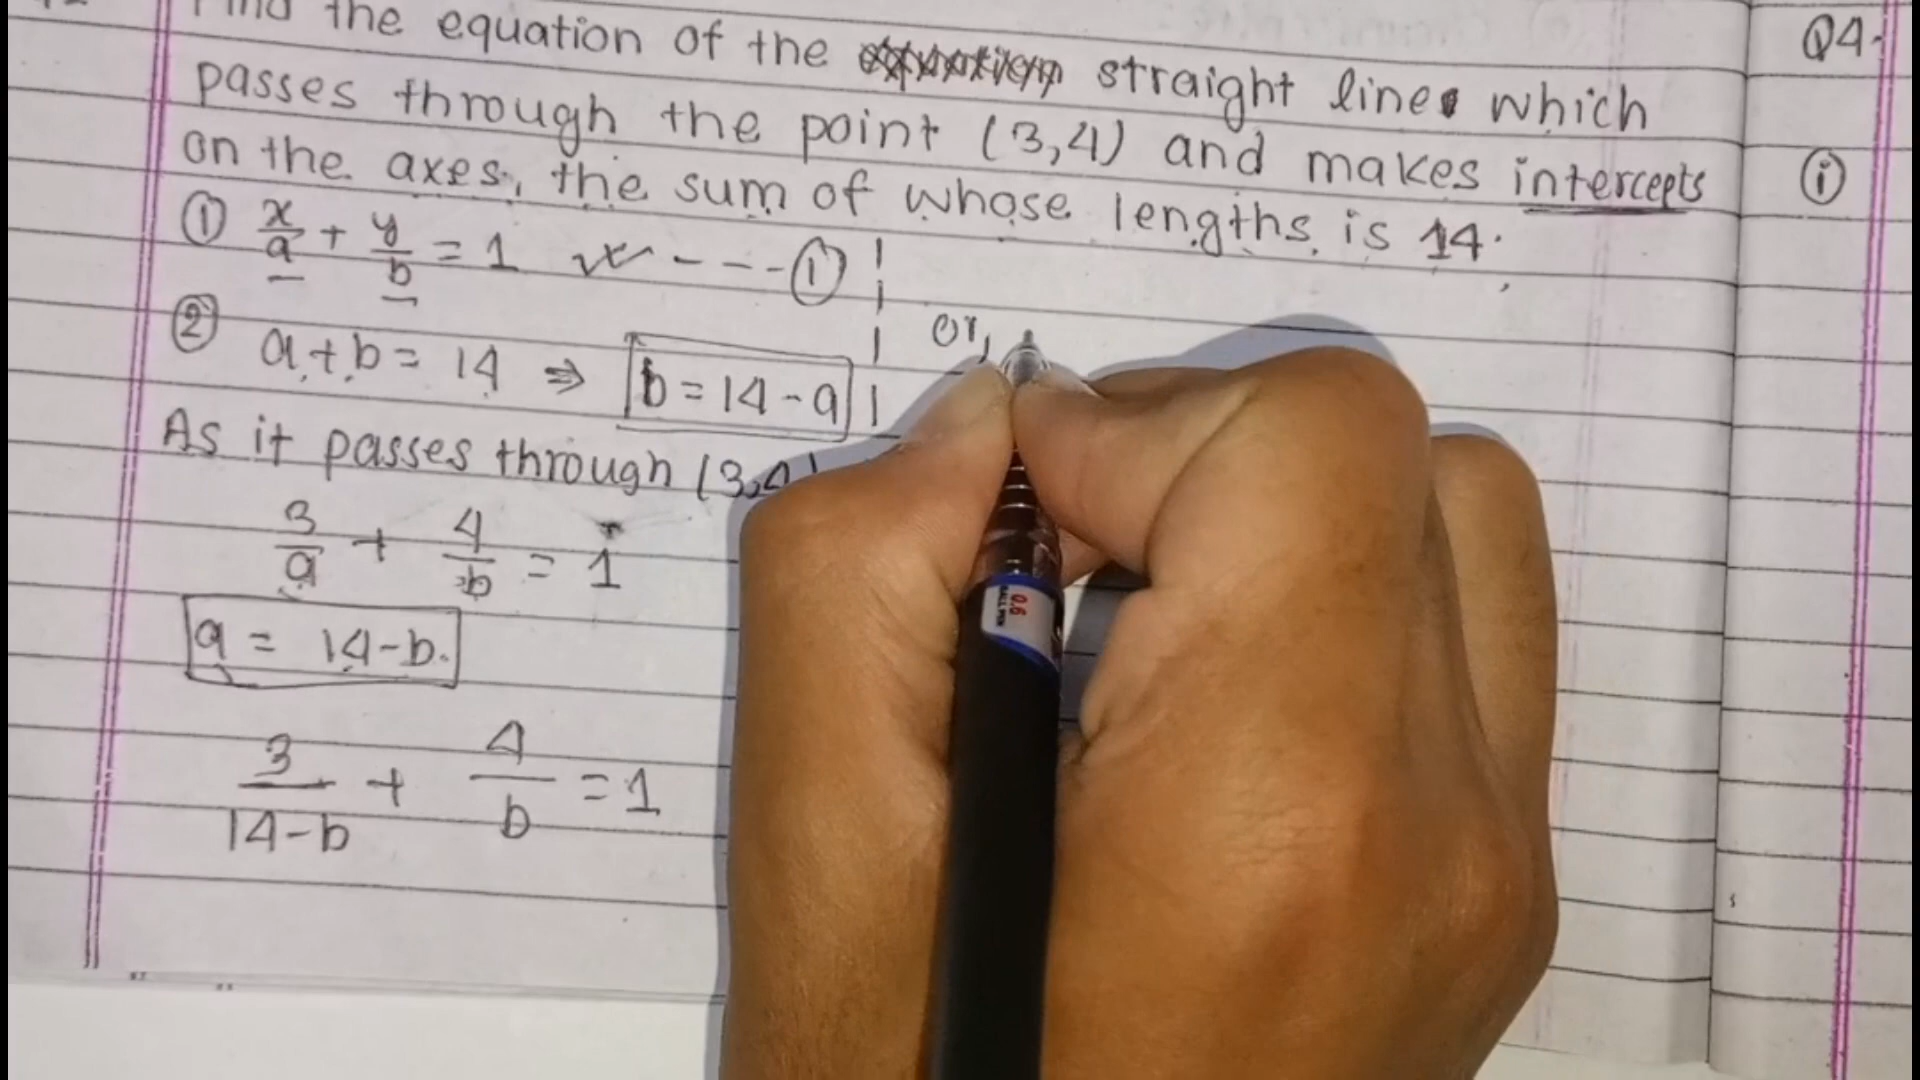 Find the equation of the straight line which
passes through the point (3,4) and makes intercepts
on the axes, the sum of whose lengths is 14.
① x/a + y/b = 1 ---①
② a+b = 14 ⇒ b = 14-a
or,
As it passes through (3,4)
3/a + 4/b = 1
a = 14-b.
3/14-b + 4/b = 1
Q4.
(i)
0.6